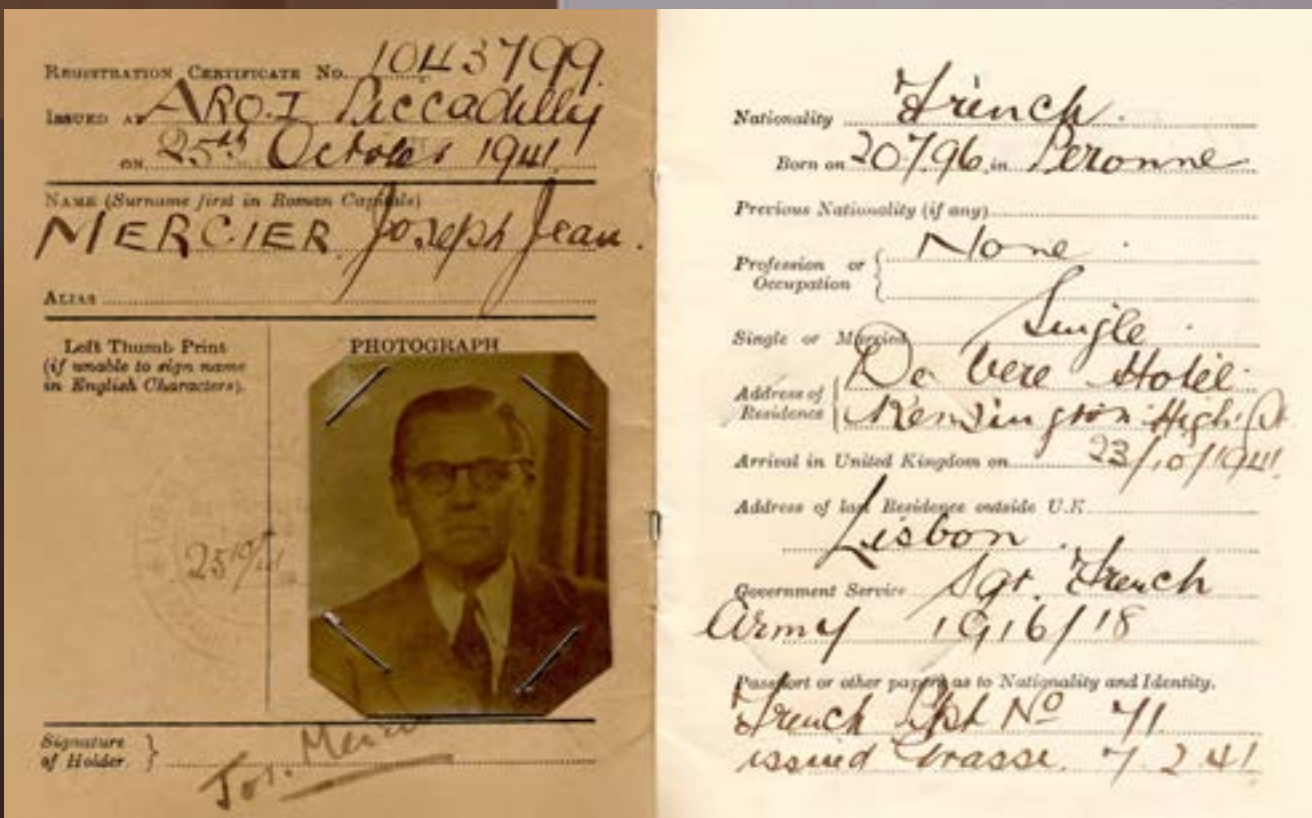 REGISTRATION CERTIFICATE No. 1043799.
ISSUED AT ARO.I Piccadilly
ON 25th October 1941.
NAME (Surname first in Roman Capitals)
MERCIER. Joseph Jean.
ALIAS
Left Thumb Print
(if unable to sign name
in English Characters).
PHOTOGRAPH
25/10/41
Signature
of Holder.
Jos. Mercier
Nationality French.
Born on 20.7.96. in Peronne
Previous Nationality (if any)
Profession or
Occupation
None.
Single or Married Single.
Address of
Residence
De Vere Hotel.
Kensington High St
Arrival in United Kingdom on 23/10/1941.
Address of last Residence outside U.K.
Lisbon.
Government Service Sgt. French
Army 1916/18
Passport or other papers as to Nationality and Identity.
French Ppt No 71.
issued Grasse. 7.2.41